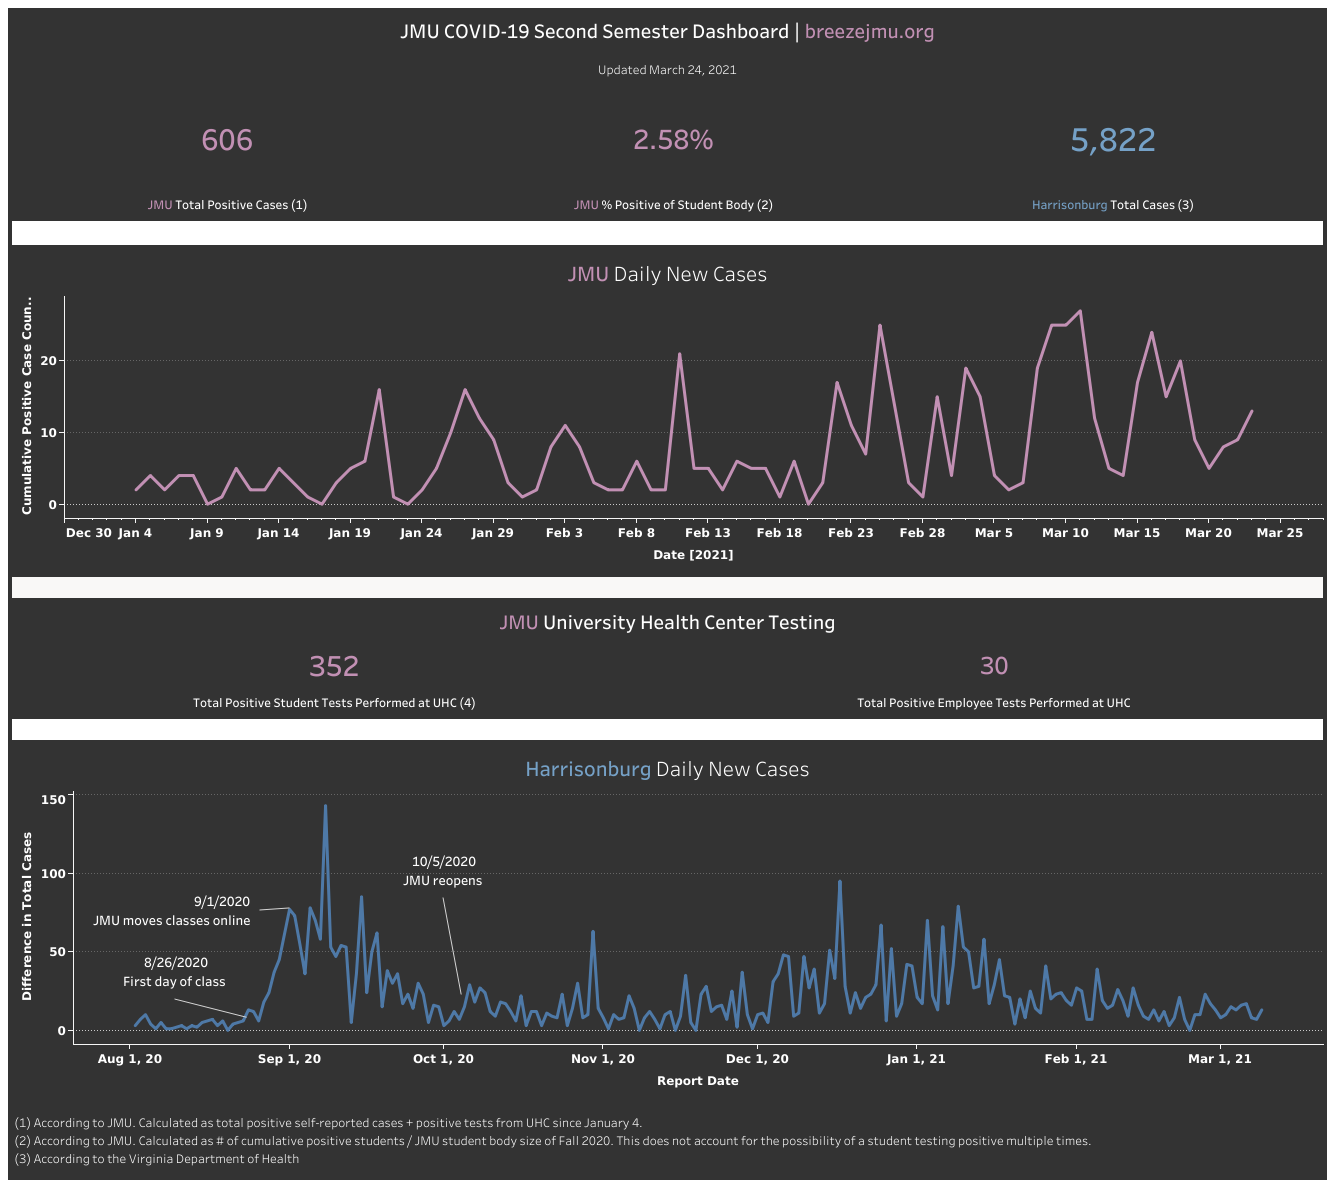 JMU COVID-19 Second Semester Dashboard | breezejmu.org
Updated March 24, 2021
606
2.58%
5,822
JMU Total Positive Cases (1)
JMU % Positive of Student Body (2)
Harrisonburg Total Cases (3)
JMU Daily New Cases
Cumulative Positive Case Coun..
20
10
0
Dec 30 Jan 4 Jan 9 Jan 14 Jan 19 Jan 24 Jan 29 Feb 3 Feb 8 Feb 13 Feb 18 Feb 23 Feb 28 Mar 5 Mar 10 Mar 15 Mar 20 Mar 25
Date [2021]
JMU University Health Center Testing
352
30
Total Positive Student Tests Performed at UHC (4)
Total Positive Employee Tests Performed at UHC
Harrisonburg Daily New Cases
Difference in Total Cases
150
100
50
0
10/5/2020
JMU reopens
9/1/2020
JMU moves classes online
8/26/2020
First day of class
Aug 1, 20 Sep 1, 20 Oct 1, 20 Nov 1, 20 Dec 1, 20 Jan 1, 21 Feb 1, 21 Mar 1, 21
Report Date
(1) According to JMU. Calculated as total positive self-reported cases + positive tests from UHC since January 4.
(2) According to JMU. Calculated as # of cumulative positive students / JMU student body size of Fall 2020. This does not account for the possibility of a student testing positive multiple times.
(3) According to the Virginia Department of Health